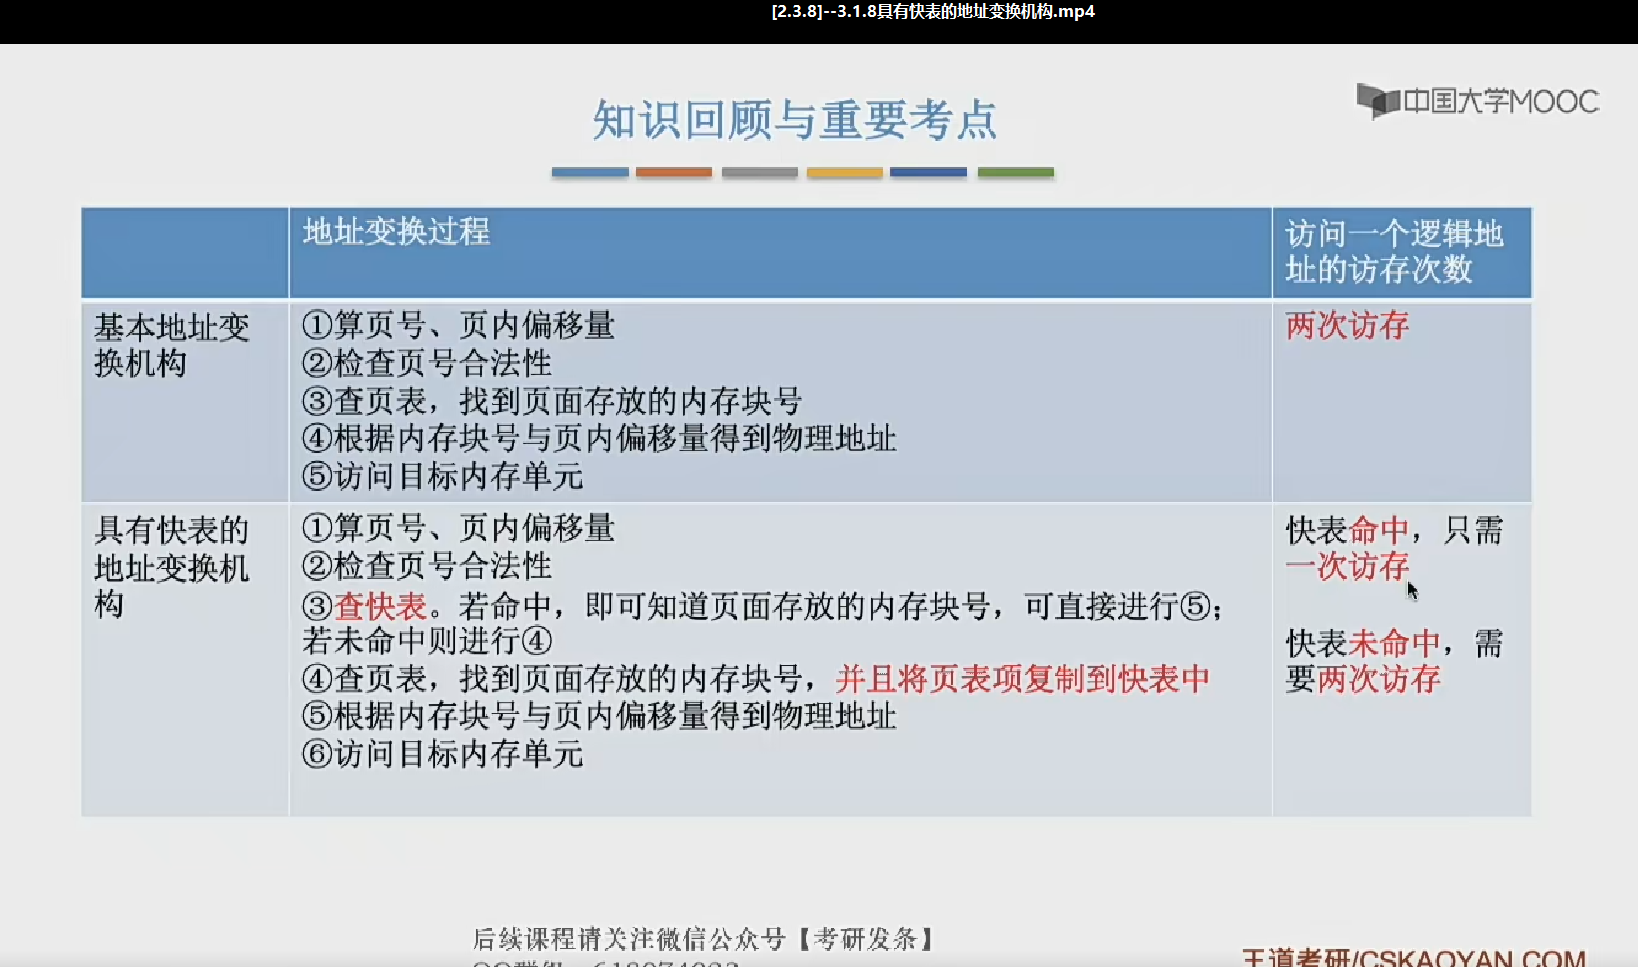 [2.3.8]--3.1.8具有快表的地址变换机构.mp4
中国大学MOOC
知识回顾与重要考点
地址变换过程
访问一个逻辑地
址的访存次数
基本地址变
换机构
①算页号、页内偏移量
②检查页号合法性
③查页表，找到页面存放的内存块号
④根据内存块号与页内偏移量得到物理地址
⑤访问目标内存单元
两次访存
具有快表的
地址变换机
构
①算页号、页内偏移量
②检查页号合法性
③查快表。若命中，即可知道页面存放的内存块号，可直接进行⑤；
若未命中则进行④
④查页表，找到页面存放的内存块号，并且将页表项复制到快表中
⑤根据内存块号与页内偏移量得到物理地址
⑥访问目标内存单元
快表命中，只需
一次访存
快表未命中，需
要两次访存
后续课程请关注微信公众号【考研发条】
王道考研/CSKAOYAN.COM